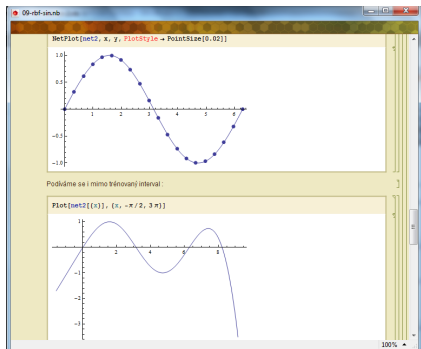 09-rbf-sin.nb
NetPlot[net2, x, y, PlotStyle → PointSize[0.02]]
1.0
0.5
1 2 3 4 5 6
-0.5
-1.0
Podíváme se i mimo trénovaný interval:
Plot[net2[{x}], {x, -π/2, 3 π}]
1
2 4 6 8
-1
-2
-3
100%